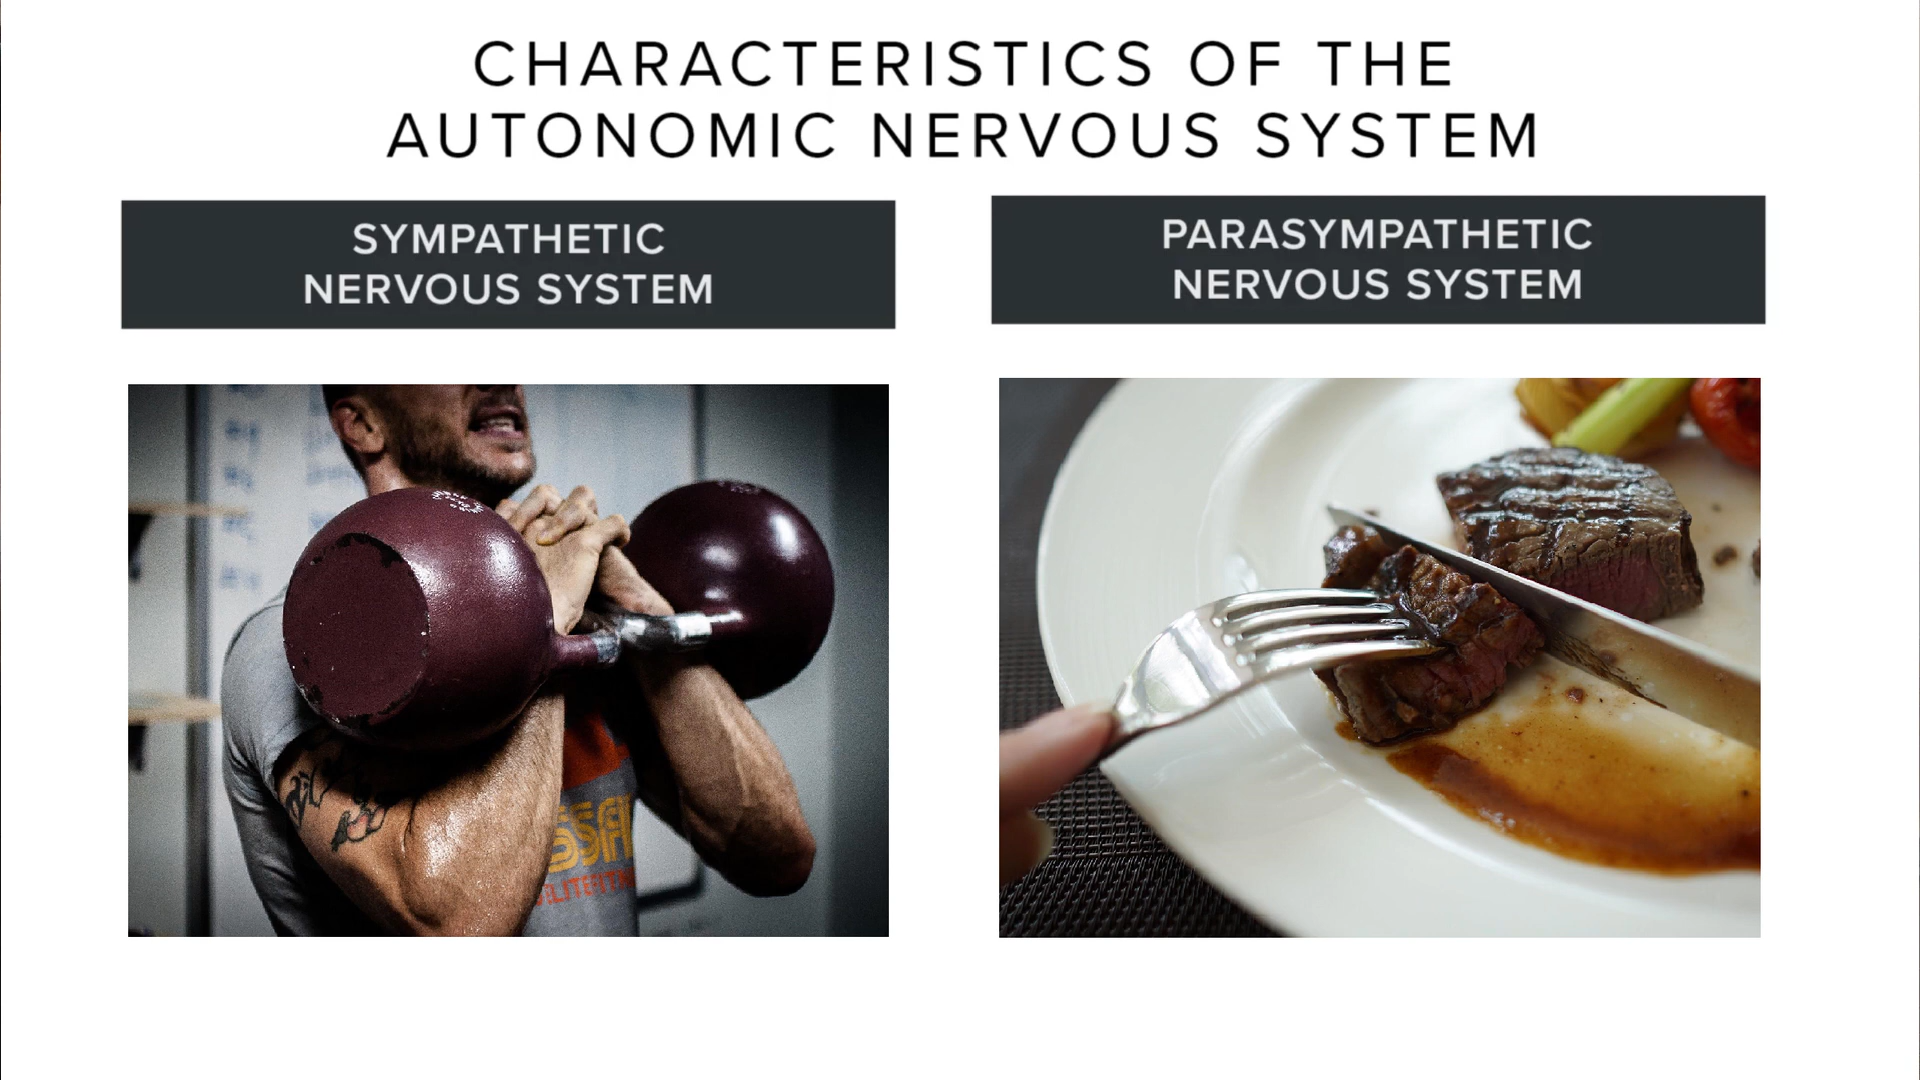 CHARACTERISTICS OF THE
AUTONOMIC NERVOUS SYSTEM
SYMPATHETIC
NERVOUS SYSTEM
PARASYMPATHETIC
NERVOUS SYSTEM